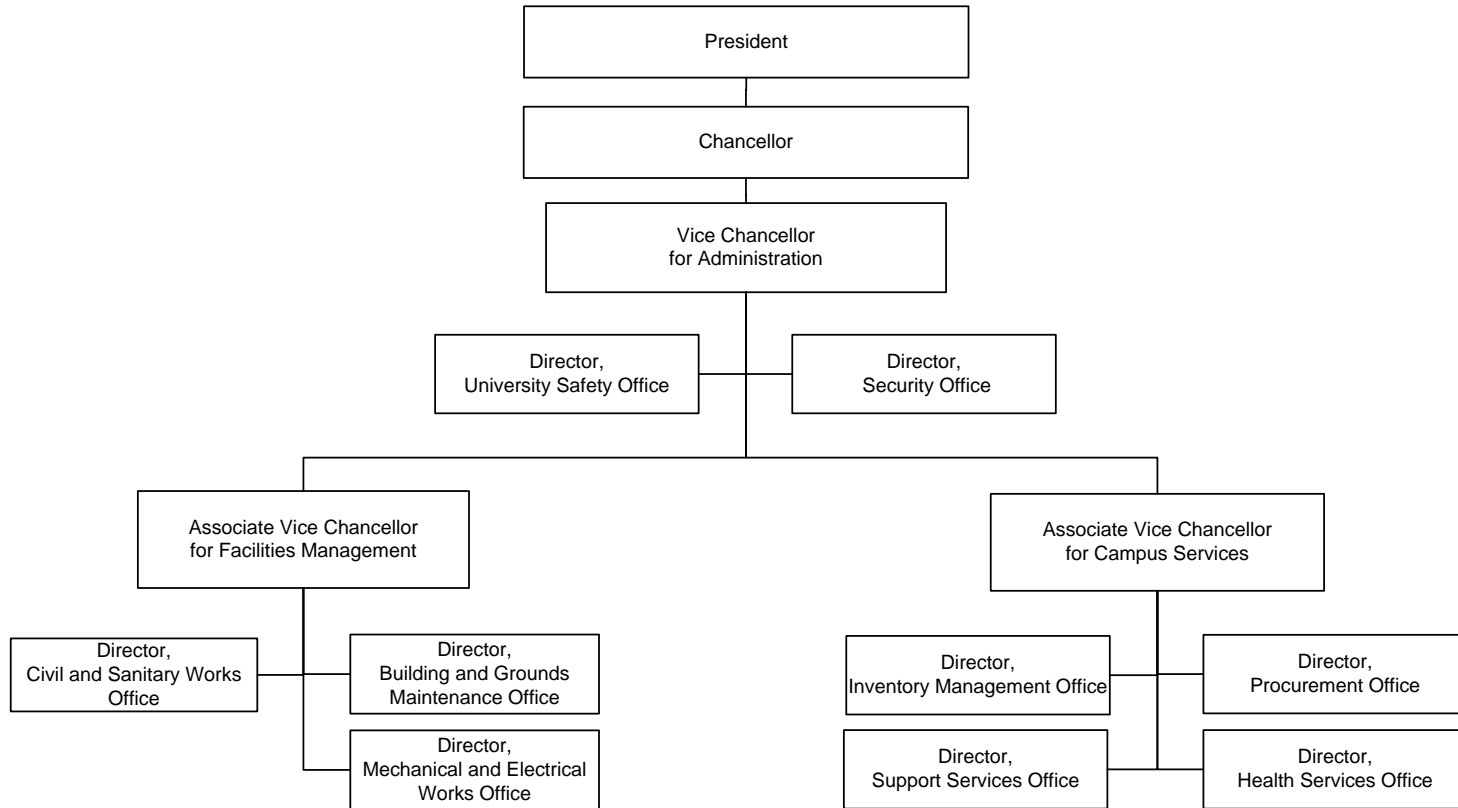 President
Chancellor
Vice Chancellor
for Administration
Director,
University Safety Office
Director,
Security Office
Associate Vice Chancellor
for Facilities Management
Associate Vice Chancellor
for Campus Services
Director,
Civil and Sanitary Works
Office
Director,
Building and Grounds
Maintenance Office
Director,
Inventory Management Office
Director,
Procurement Office
Director,
Mechanical and Electrical
Works Office
Director,
Support Services Office
Director,
Health Services Office